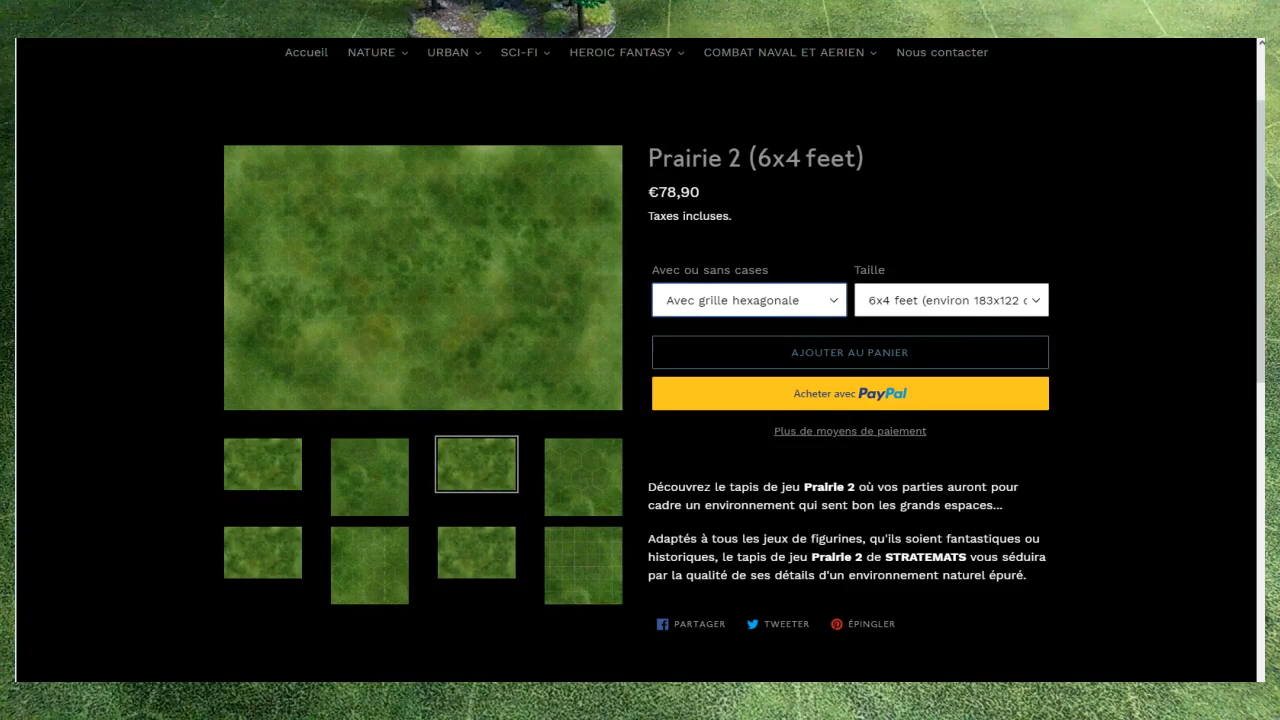 Accueil NATURE URBAN SCI-FI HEROIC FANTASY COMBAT NAVAL ET AERIEN Nous contacter
Prairie 2 (6x4 feet)
€78,90
Taxes incluses.
Avec ou sans cases Taille
Avec grille hexagonale 6x4 feet (environ 183x122 c
AJOUTER AU PANIER
Acheter avec PayPal
Plus de moyens de paiement
Découvrez le tapis de jeu Prairie 2 où vos parties auront pour
cadre un environnement qui sent bon les grands espaces...
Adaptés à tous les jeux de figurines, qu'ils soient fantastiques ou
historiques, le tapis de jeu Prairie 2 de STRATEMATS vous séduira
par la qualité de ses détails d'un environnement naturel épuré.
PARTAGER TWEETER ÉPINGLER